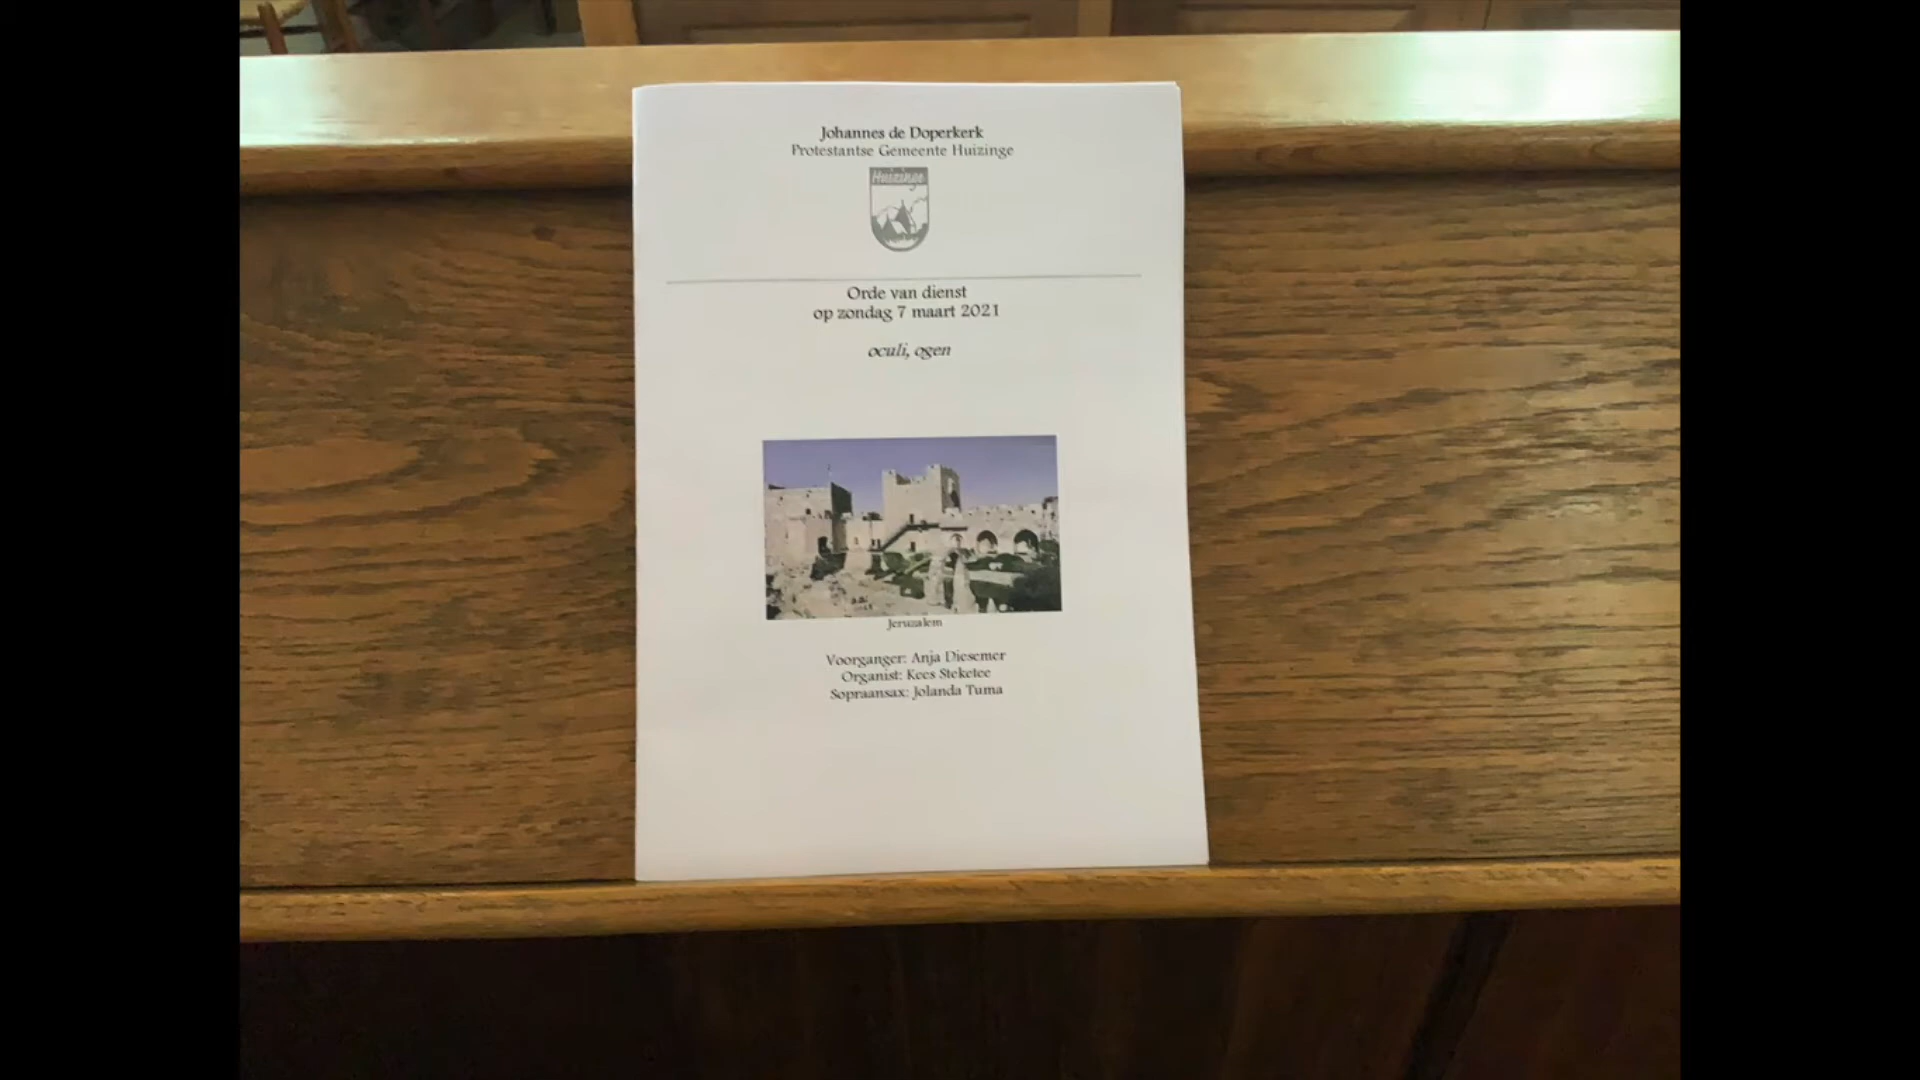 Johannes de Doperkerk
Protestantse Gemeente Huizinge
Huizinge
Orde van dienst
op zondag 7 maart 2021
oculi, ogen
Jeruzalem
Voorganger: Anja Diesemer
Organist: Kees Steketee
Sopraansax: Jolanda Tuma